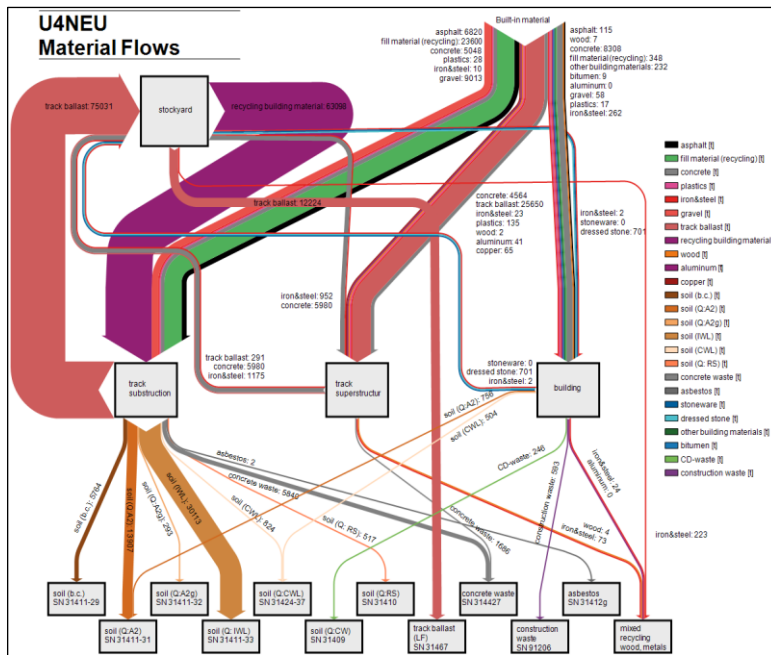 U4NEU
Material Flows
Built-in material
asphalt: 6820
fill material (recycling): 23600
concrete: 5048
plastics: 28
iron&steel: 10
gravel: 9013
asphalt: 115
wood: 7
concrete: 8308
fill material (recycling): 348
other building materials: 232
bitumen: 9
aluminum: 0
gravel: 58
plastics: 17
iron&steel: 262
track ballast: 75031
stockyard
recycling building material: 63098
track ballast: 12224
concrete: 4564
track ballast: 25650
iron&steel: 23
plastics: 135
wood: 2
aluminum: 41
copper: 65
iron&steel: 2
stoneware: 0
dressed stone: 701
iron&steel: 952
concrete: 5980
track ballast: 291
concrete: 5980
iron&steel: 1175
stoneware: 0
dressed stone: 701
iron&steel: 2
track
substruction
track
superstructur
building
asphalt [t]
fill material (recycling) [t]
concrete [t]
plastics [t]
iron&steel [t]
gravel [t]
track ballast [t]
recycling building material
wood [t]
aluminum [t]
copper [t]
soil (b.c.) [t]
soil (Q:A2) [t]
soil (Q:A2g) [t]
soil (IWL) [t]
soil (CWL) [t]
soil (Q: RS) [t]
concrete waste [t]
asbestos [t]
stoneware [t]
dressed stone [t]
other building materials [t]
bitumen [t]
CD-waste [t]
construction waste [t]
soil (Q:A2): 756
soil (CWL): 504
asbestos: 2
concrete waste: 5840
CD-waste: 246
construction waste: 593
iron&steel: 24
aluminum: 0
soil (b.c.): 5764
soil (Q:A2): 13907
soil (Q:A2g): 293
soil (IWL): 30113
soil (CWL): 824
soil (Q: RS): 517
concrete waste: 1686
wood: 4
iron&steel: 73
iron&steel: 223
soil (b.c.)
SN 31411-29
soil (Q:A2g)
SN 31411-32
soil (Q:CWL)
SN 31424-37
soil (Q:RS)
SN 31410
concrete waste
SN 314427
asbestos
SN 31412g
soil (Q:A2)
SN 31411-31
soil (Q: IWL)
SN 31411-33
soil (Q:CW)
SN 31409
track ballast
(LF)
SN 31467
construction
waste
SN 91206
mixed
recycling
wood, metals